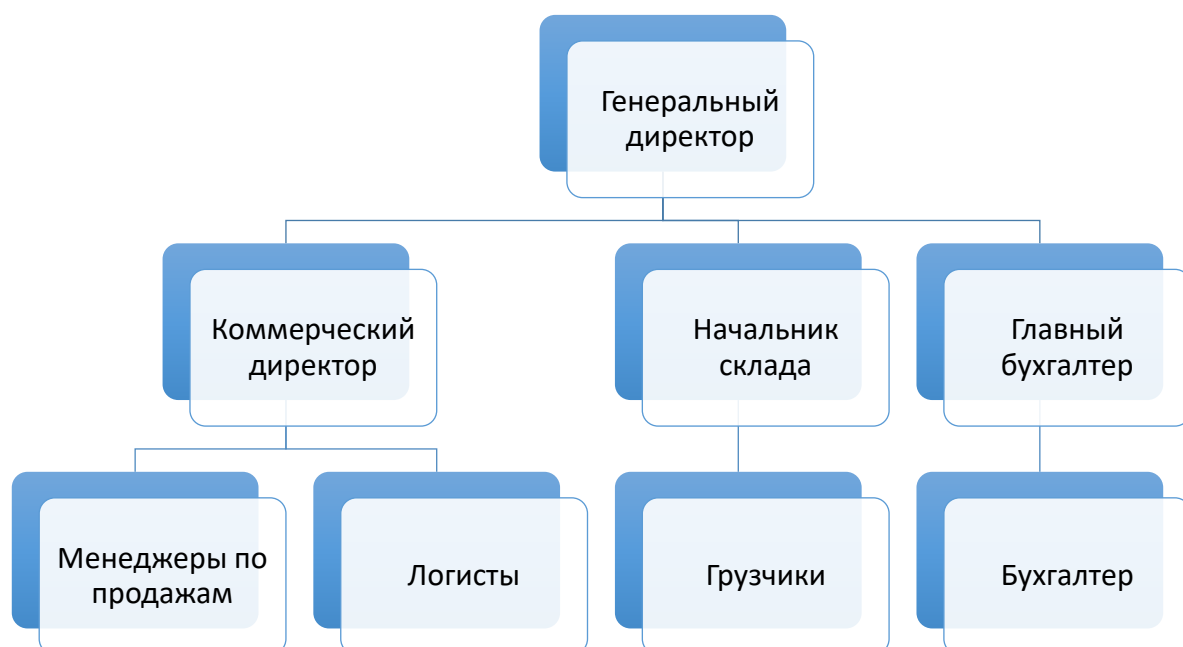 Генеральный
директор
Коммерческий
директор
Начальник
склада
Главный
бухгалтер
Менеджеры по
продажам
Логисты
Грузчики
Бухгалтер